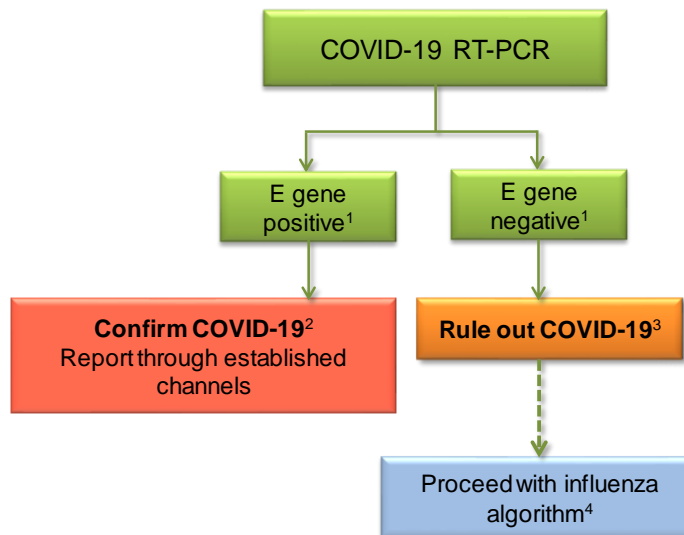 COVID-19 RT-PCR
E gene
positive¹
E gene
negative¹
Confirm COVID-19²
Report through established
channels
Rule out COVID-19³
Proceed with influenza
algorithm⁴